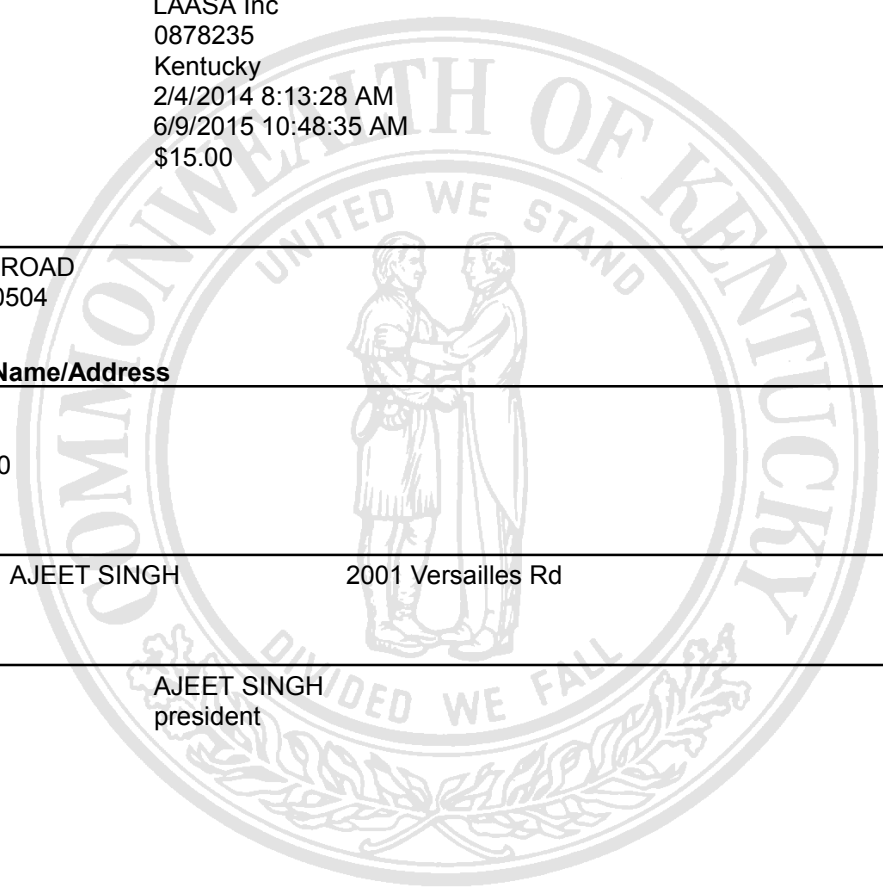 LAASA Inc
0878235
Kentucky
2/4/2014 8:13:28 AM
6/9/2015 10:48:35 AM
$15.00
COMMONWEALTH OF KENTUCKY
UNITED WE STAND
ROAD
0504
Name/Address
0
AJEET SINGH 2001 Versailles Rd
DIVIDED WE FALL
AJEET SINGH
president